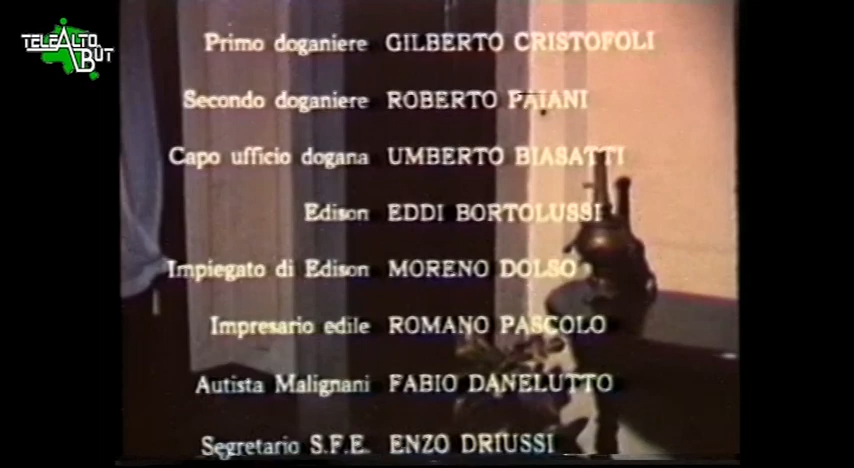 TELEALTO
BUT
Primo doganiere GILBERTO CRISTOFOLI
Secondo doganiere ROBERTO PAIANI
Capo ufficio dogana UMBERTO BIASATTI
Edison EDDI BORTOLUSSI
Impiegato di Edison MORENO DOLSO
Impresario edile ROMANO PASCOLO
Autista Malignani FABIO DANELUTTO
Segretario S.F.E. ENZO DRIUSSI